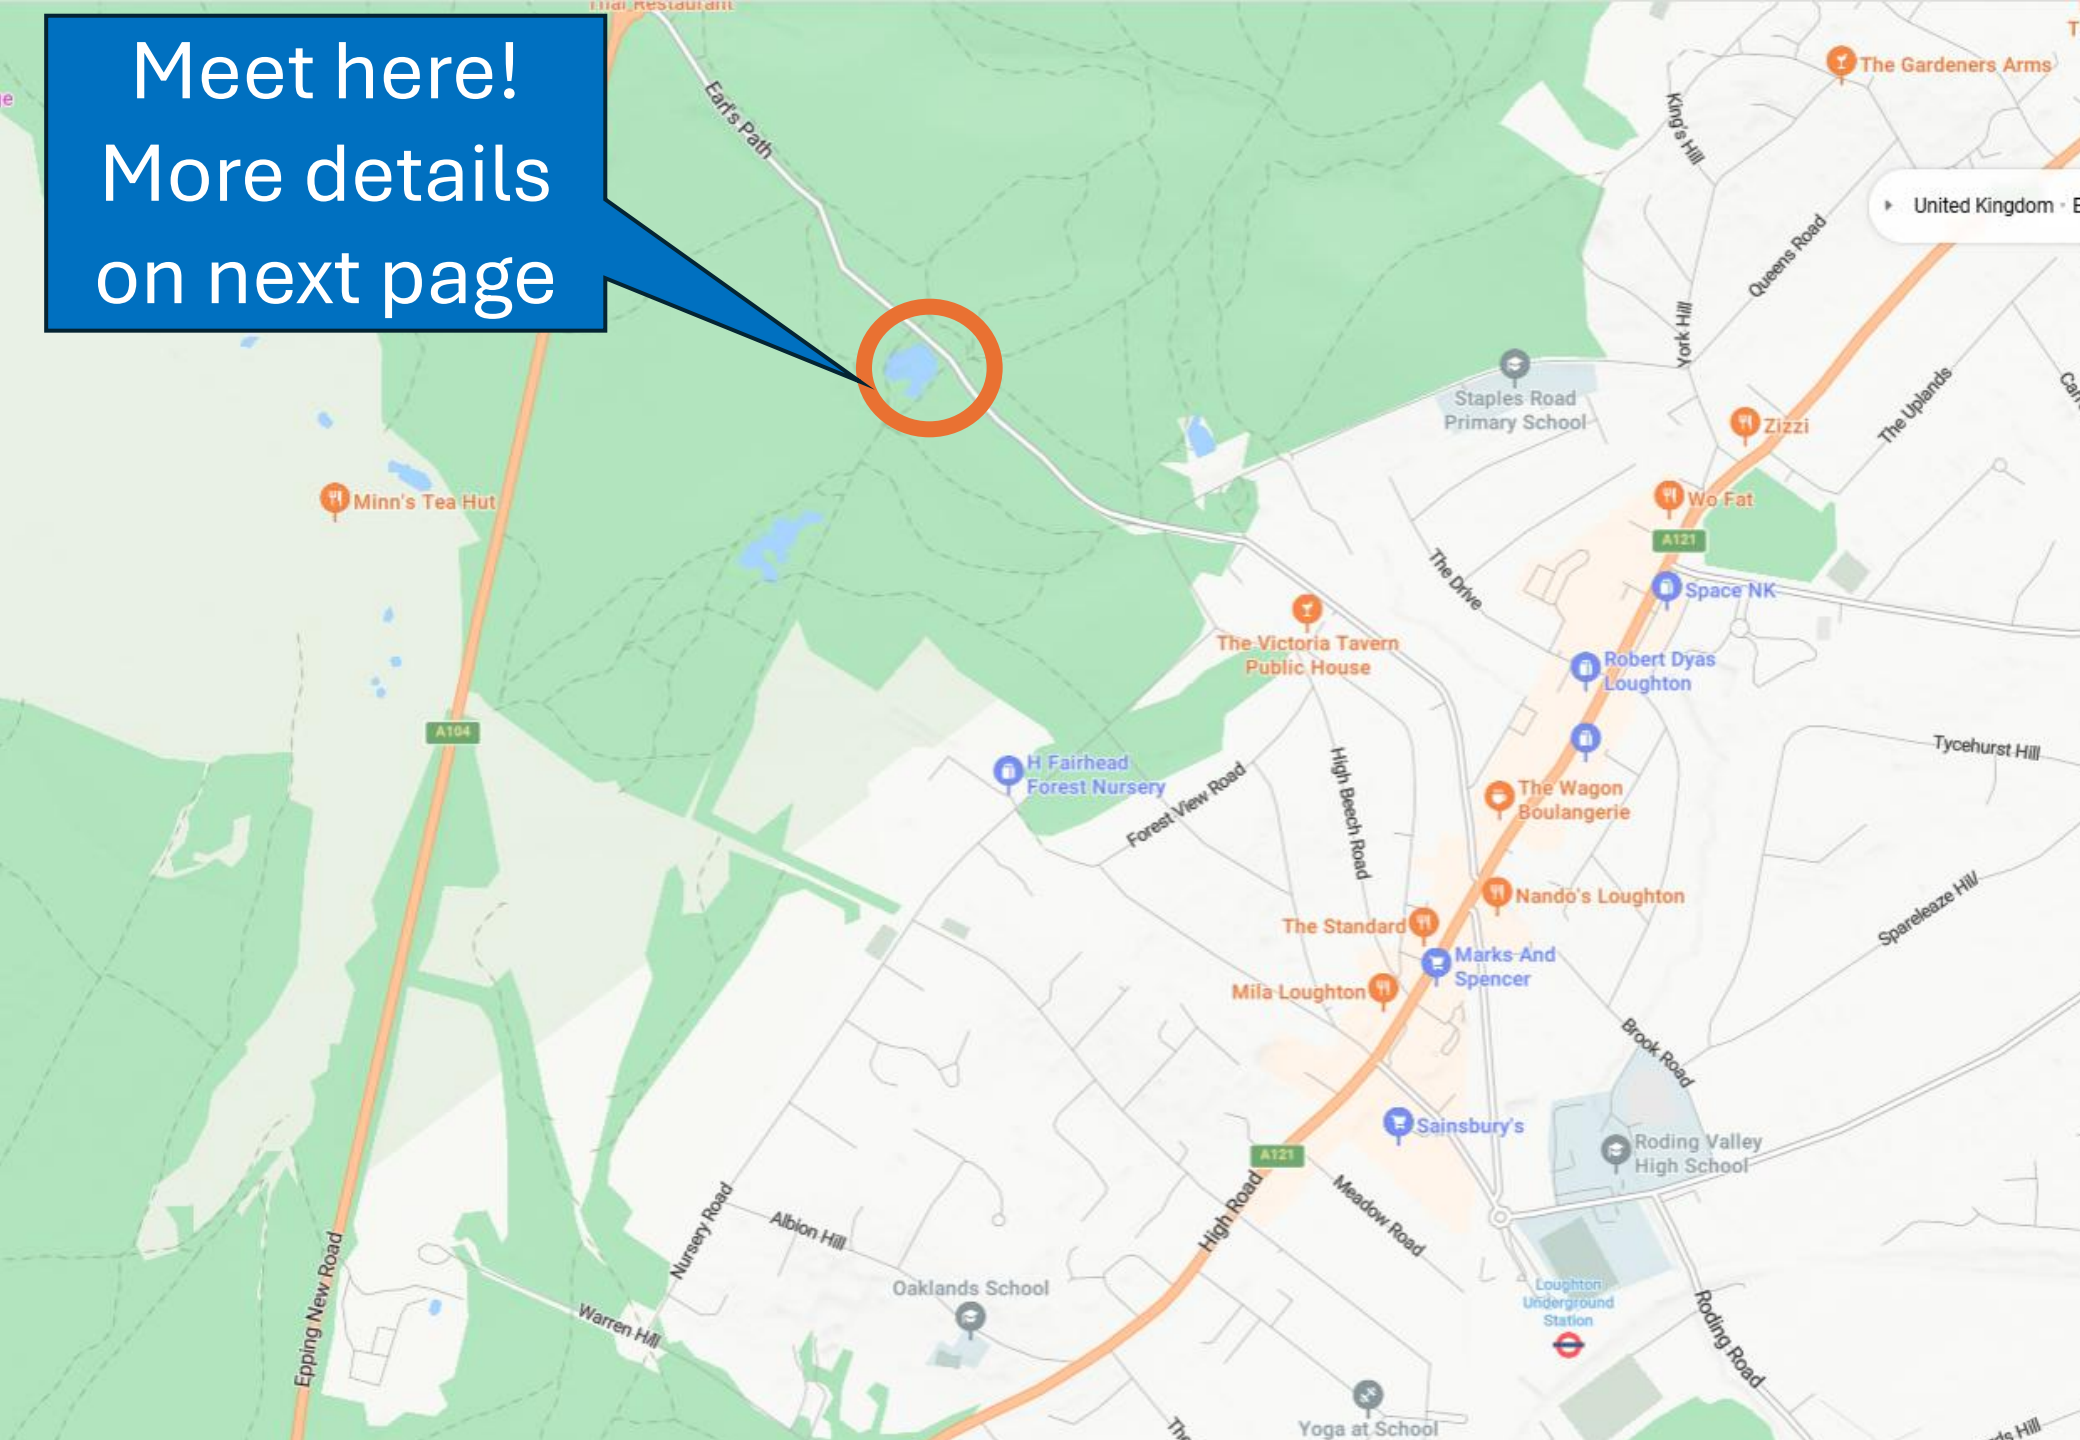 Thai Restaurant
Meet here!
More details
on next page
Earl's Path
The Gardeners Arms
King's Hill
United Kingdom
Queens Road
York Hill
Staples Road
Primary School
Zizzi
The Uplands
Minn's Tea Hut
Wo Fat
A121
The Drive
Space NK
The Victoria Tavern
Public House
Robert Dyas
Loughton
A104
Tycehurst Hill
H Fairhead
Forest Nursery
Forest View Road
High Beech Road
The Wagon
Boulangerie
Nando's Loughton
Spareleaze Hill
The Standard
Marks And
Spencer
Mila Loughton
Brook Road
Sainsbury's
Roding Valley
High School
A121
High Road
Meadow Road
Nursery Road
Albion Hill
Epping New Road
Oaklands School
Warren Hill
Loughton
Underground
Station
Roding Road
Yoga at School
The